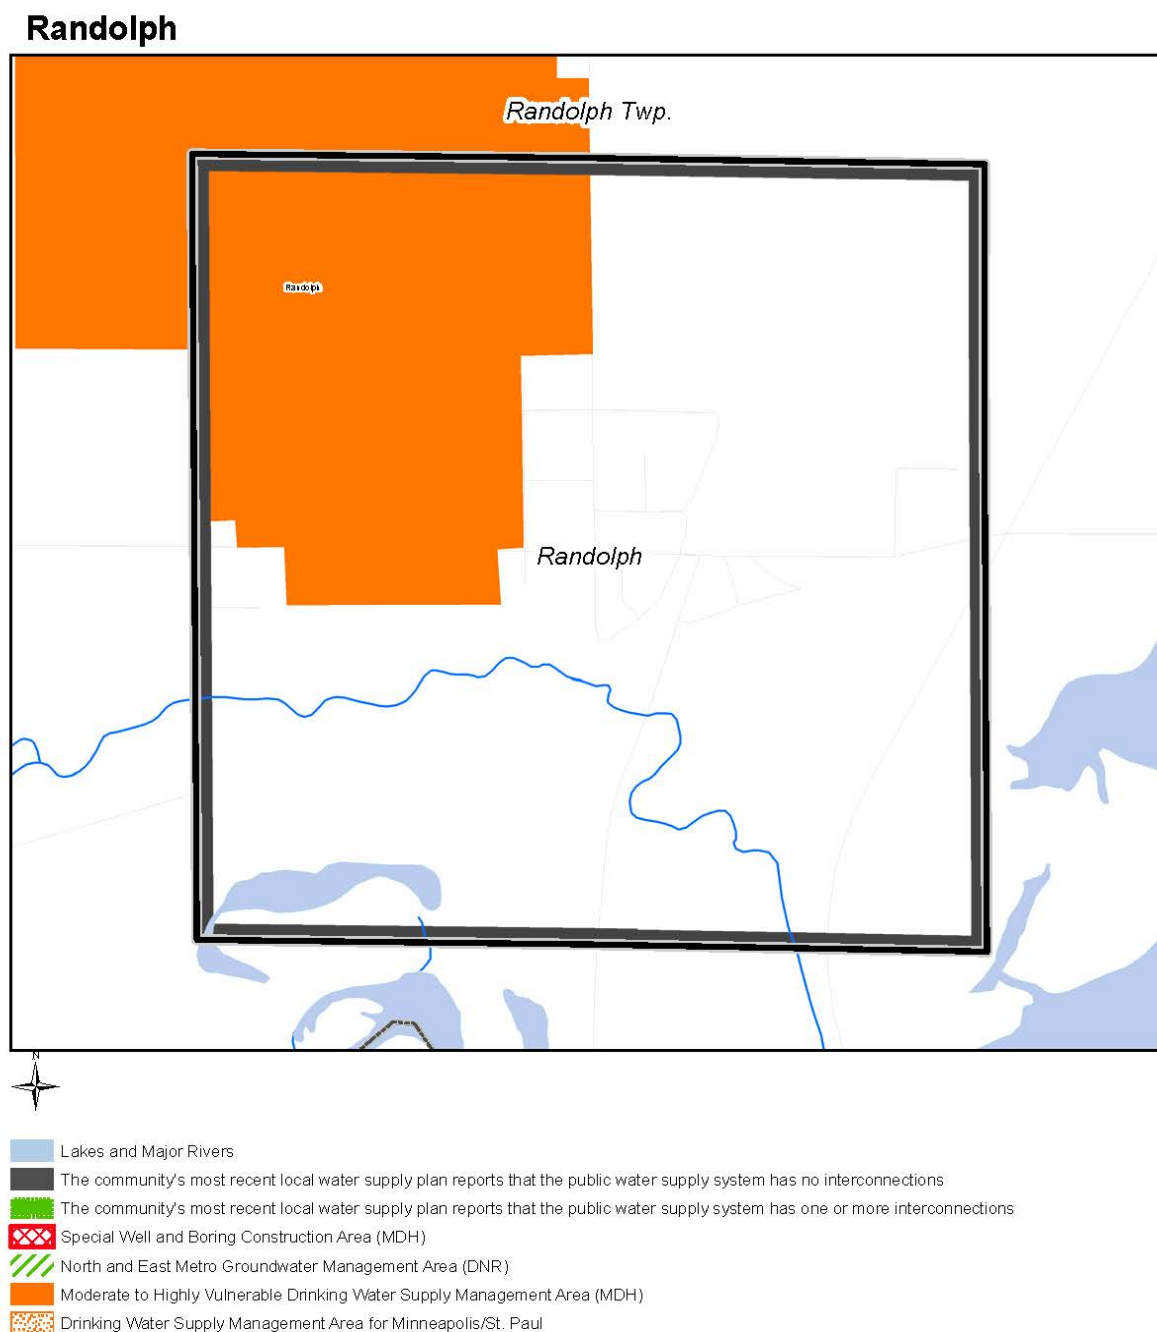 Randolph
Randolph Twp.
Randolph
Randolph
N
Lakes and Major Rivers
The community's most recent local water supply plan reports that the public water supply system has no interconnections
The community's most recent local water supply plan reports that the public water supply system has one or more interconnections
Special Well and Boring Construction Area (MDH)
North and East Metro Groundwater Management Area (DNR)
Moderate to Highly Vulnerable Drinking Water Supply Management Area (MDH)
Drinking Water Supply Management Area for Minneapolis/St. Paul